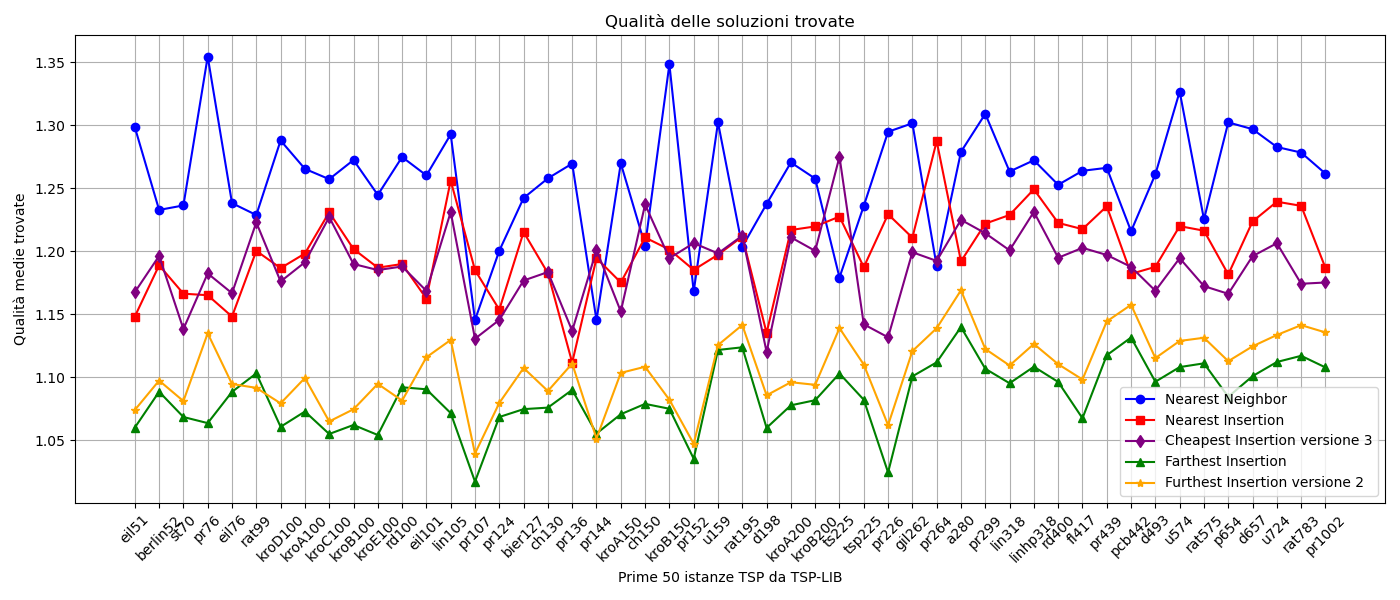 Qualità delle soluzioni trovate
Qualità medie trovate
1.35
1.30
1.25
1.20
1.15
1.10
1.05
Nearest Neighbor
Nearest Insertion
Cheapest Insertion versione 3
Farthest Insertion
Furthest Insertion versione 2
eil51
berlin52
st70
pr76
eil76
rat99
kroD100
kroA100
kroC100
kroB100
kroE100
rd100
eil101
lin105
pr107
pr124
bier127
ch130
pr136
pr144
kroA150
ch150
kroB150
pr152
u159
rat195
d198
kroA200
kroB200
ts225
tsp225
pr226
gil262
pr264
a280
pr299
lin318
linhp318
rd400
fl417
pr439
pcb442
d493
u574
rat575
p654
d657
u724
rat783
pr1002
Prime 50 istanze TSP da TSP-LIB